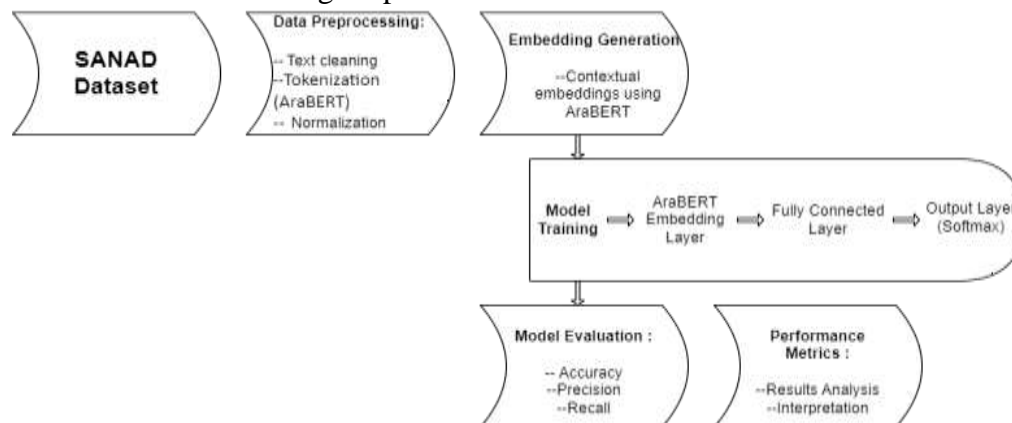 SANAD
Dataset
Data Preprocessing:
-- Text cleaning
--Tokenization
(AraBERT)
-- Normalization
Embedding Generation
--Contextual
embeddings using
AraBERT
Model
Training
AraBERT
Embedding
Layer
Fully Connected
Layer
Output Layer
(Softmax)
Model Evaluation :
-- Accuracy
--Precision
--Recall
Performance
Metrics :
--Results Analysis
--Interpretation